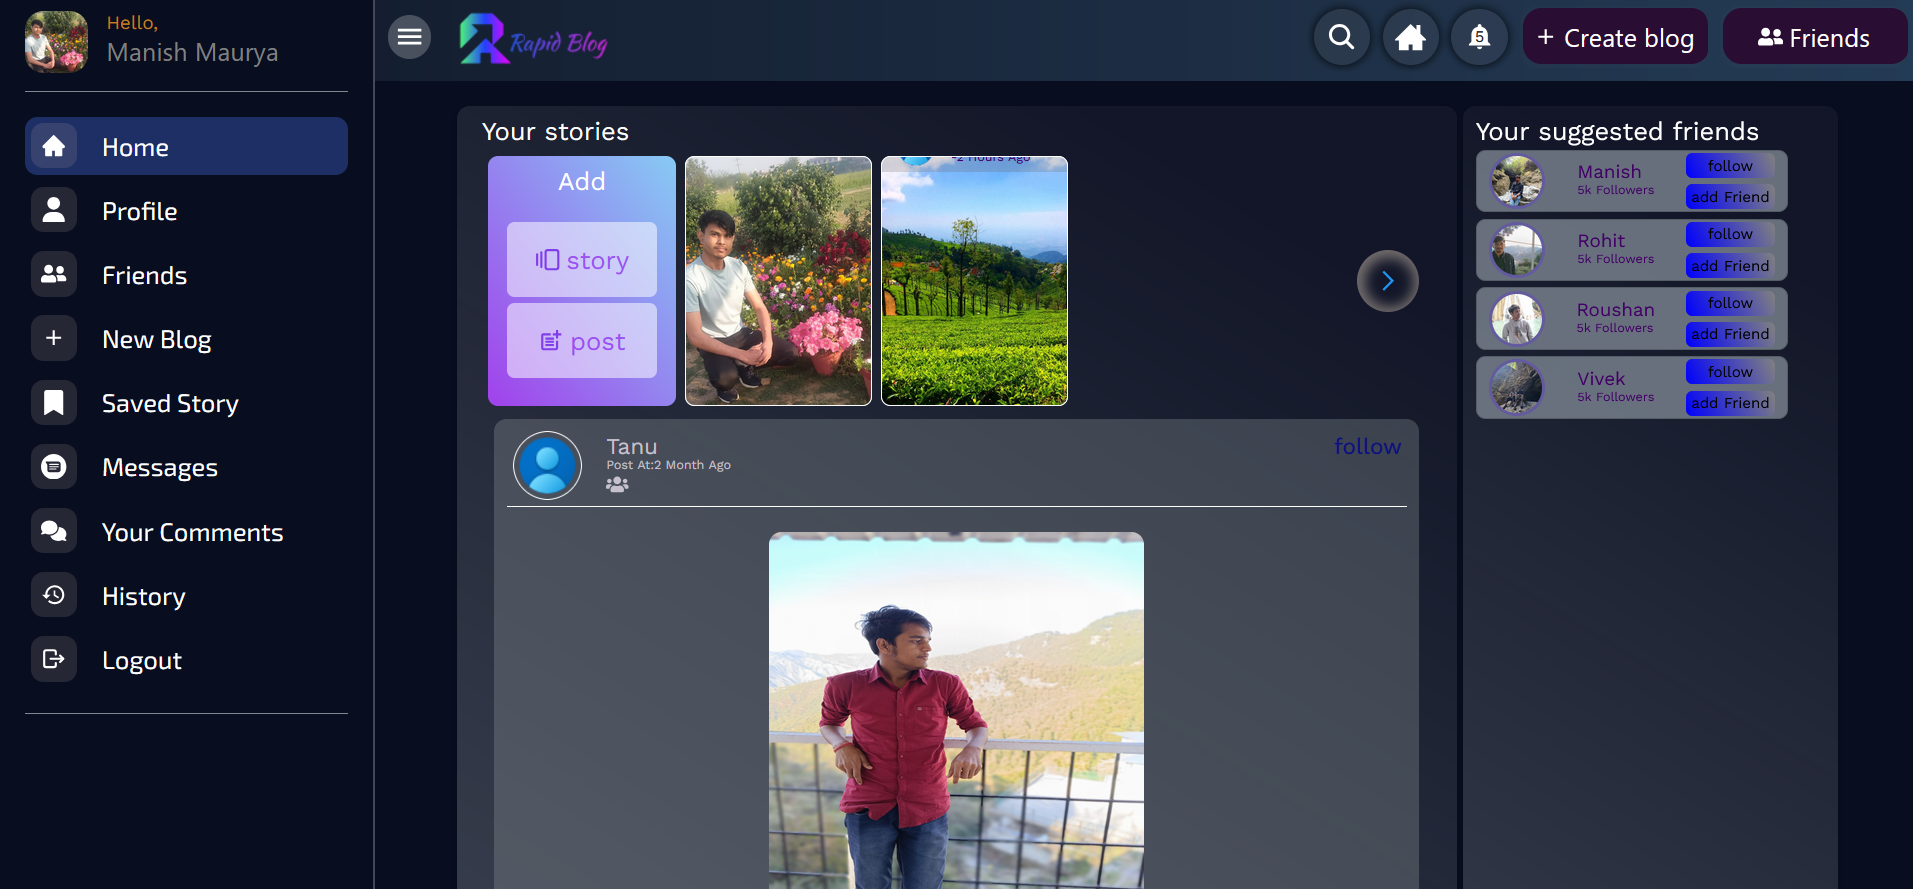 Hello,
Manish Maurya
Home
Profile
Friends
New Blog
Saved Story
Messages
Your Comments
History
Logout
Rapid Blog
5
+ Create blog
Friends
Your stories
Add
story
post
-2 Hours Ago
Your suggested friends
Manish
5k Followers
follow
add Friend
Rohit
5k Followers
follow
add Friend
Roushan
5k Followers
follow
add Friend
Vivek
5k Followers
follow
add Friend
Tanu
Post At:2 Month Ago
follow